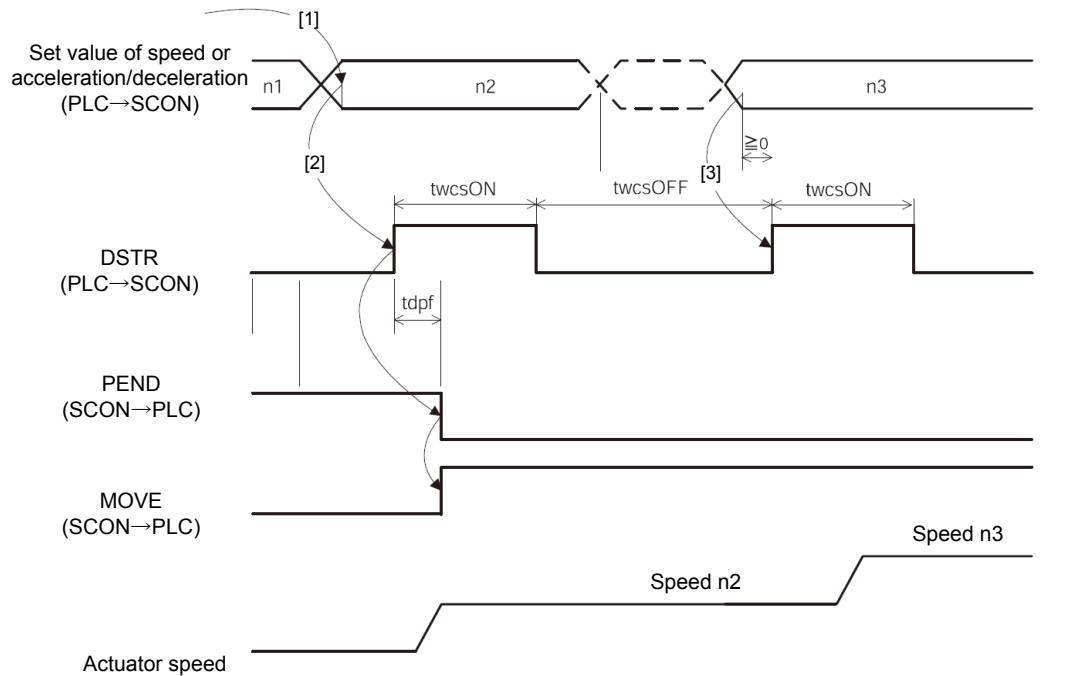 [1]
Set value of speed or
acceleration/deceleration
(PLC→SCON)
n1
n2
n3
≧0
[2]
[3]
twcsON
twcsOFF
twcsON
DSTR
(PLC→SCON)
tdpf
PEND
(SCON→PLC)
MOVE
(SCON→PLC)
Speed n3
Speed n2
Actuator speed